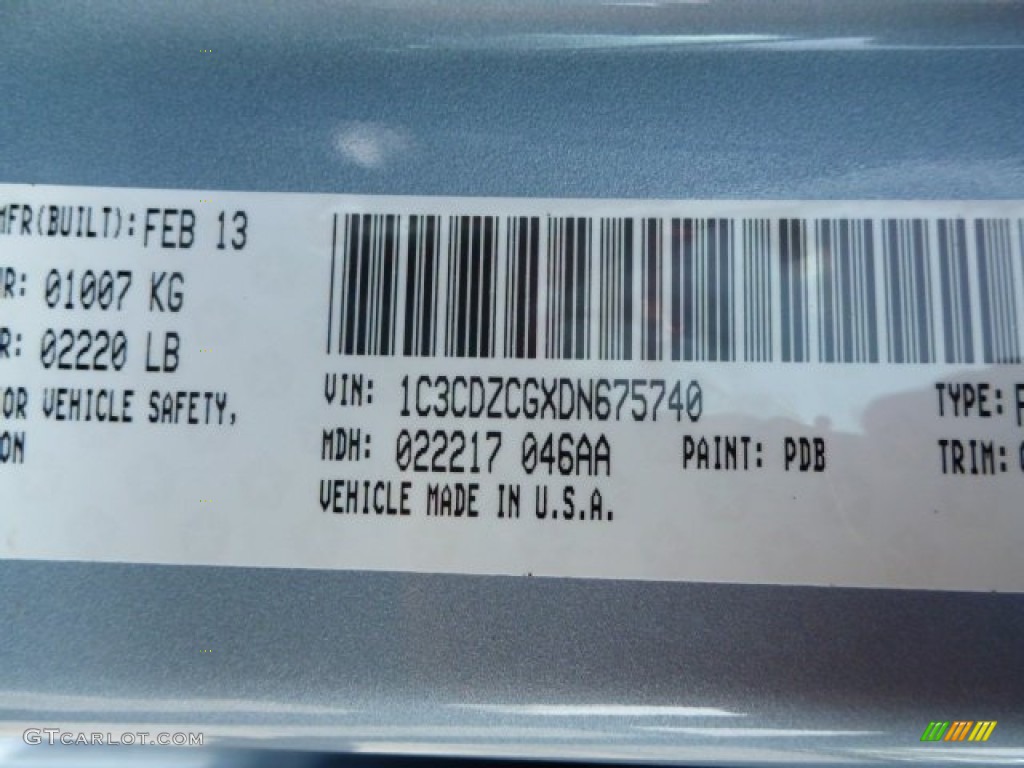 MFR(BUILT): FEB 13
R: 01007 KG
R: 02220 LB
OR VEHICLE SAFETY,
ON
VIN: 1C3CDZCGXDN675740
MDH: 022217 046AA PAINT: PDB
VEHICLE MADE IN U.S.A.
TYPE:
TRIM:
GTCARLOT.COM